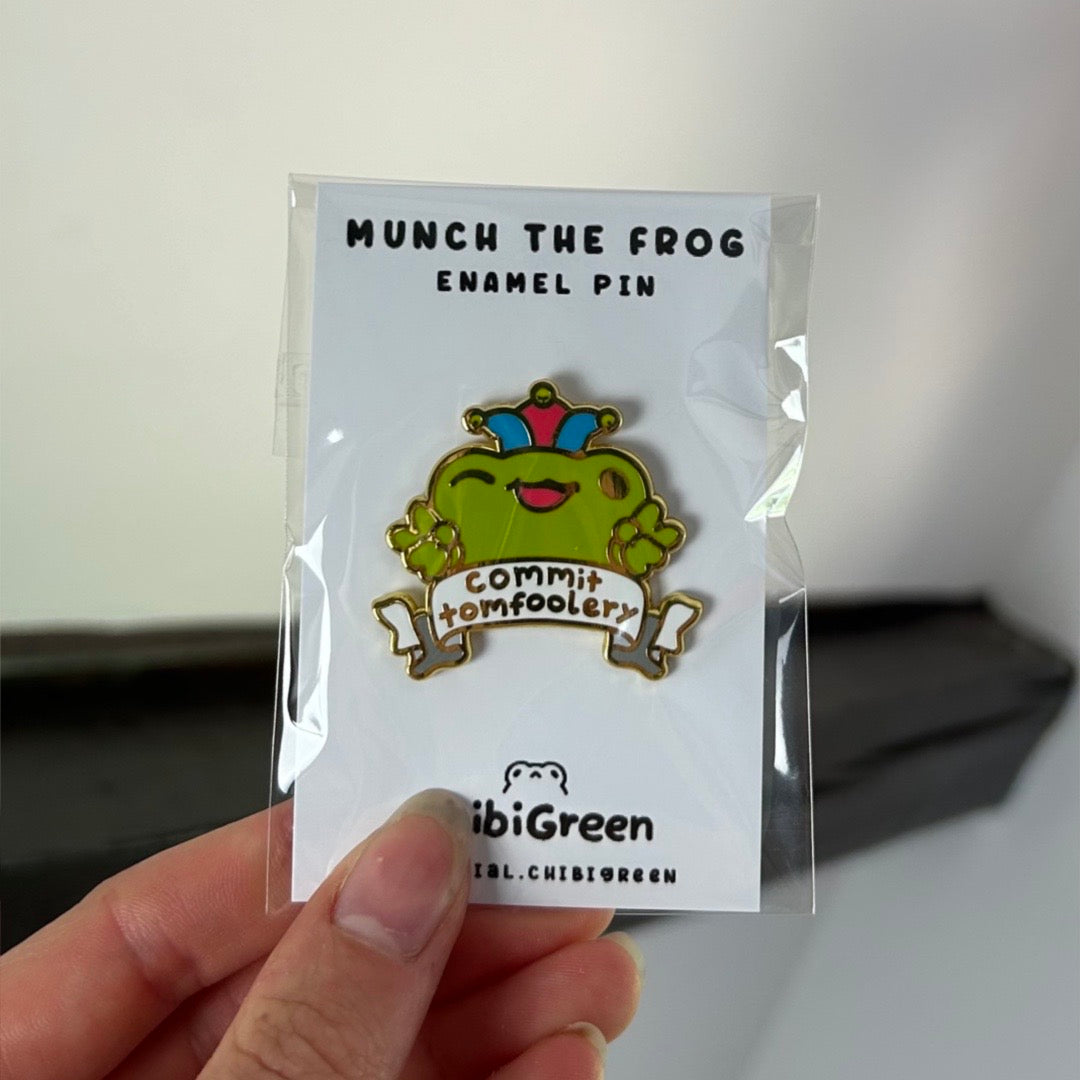 MUNCH THE FROG
ENAMEL PIN
commit
tomfoolery
ibiGreen
IAL.CHIBIGREEN